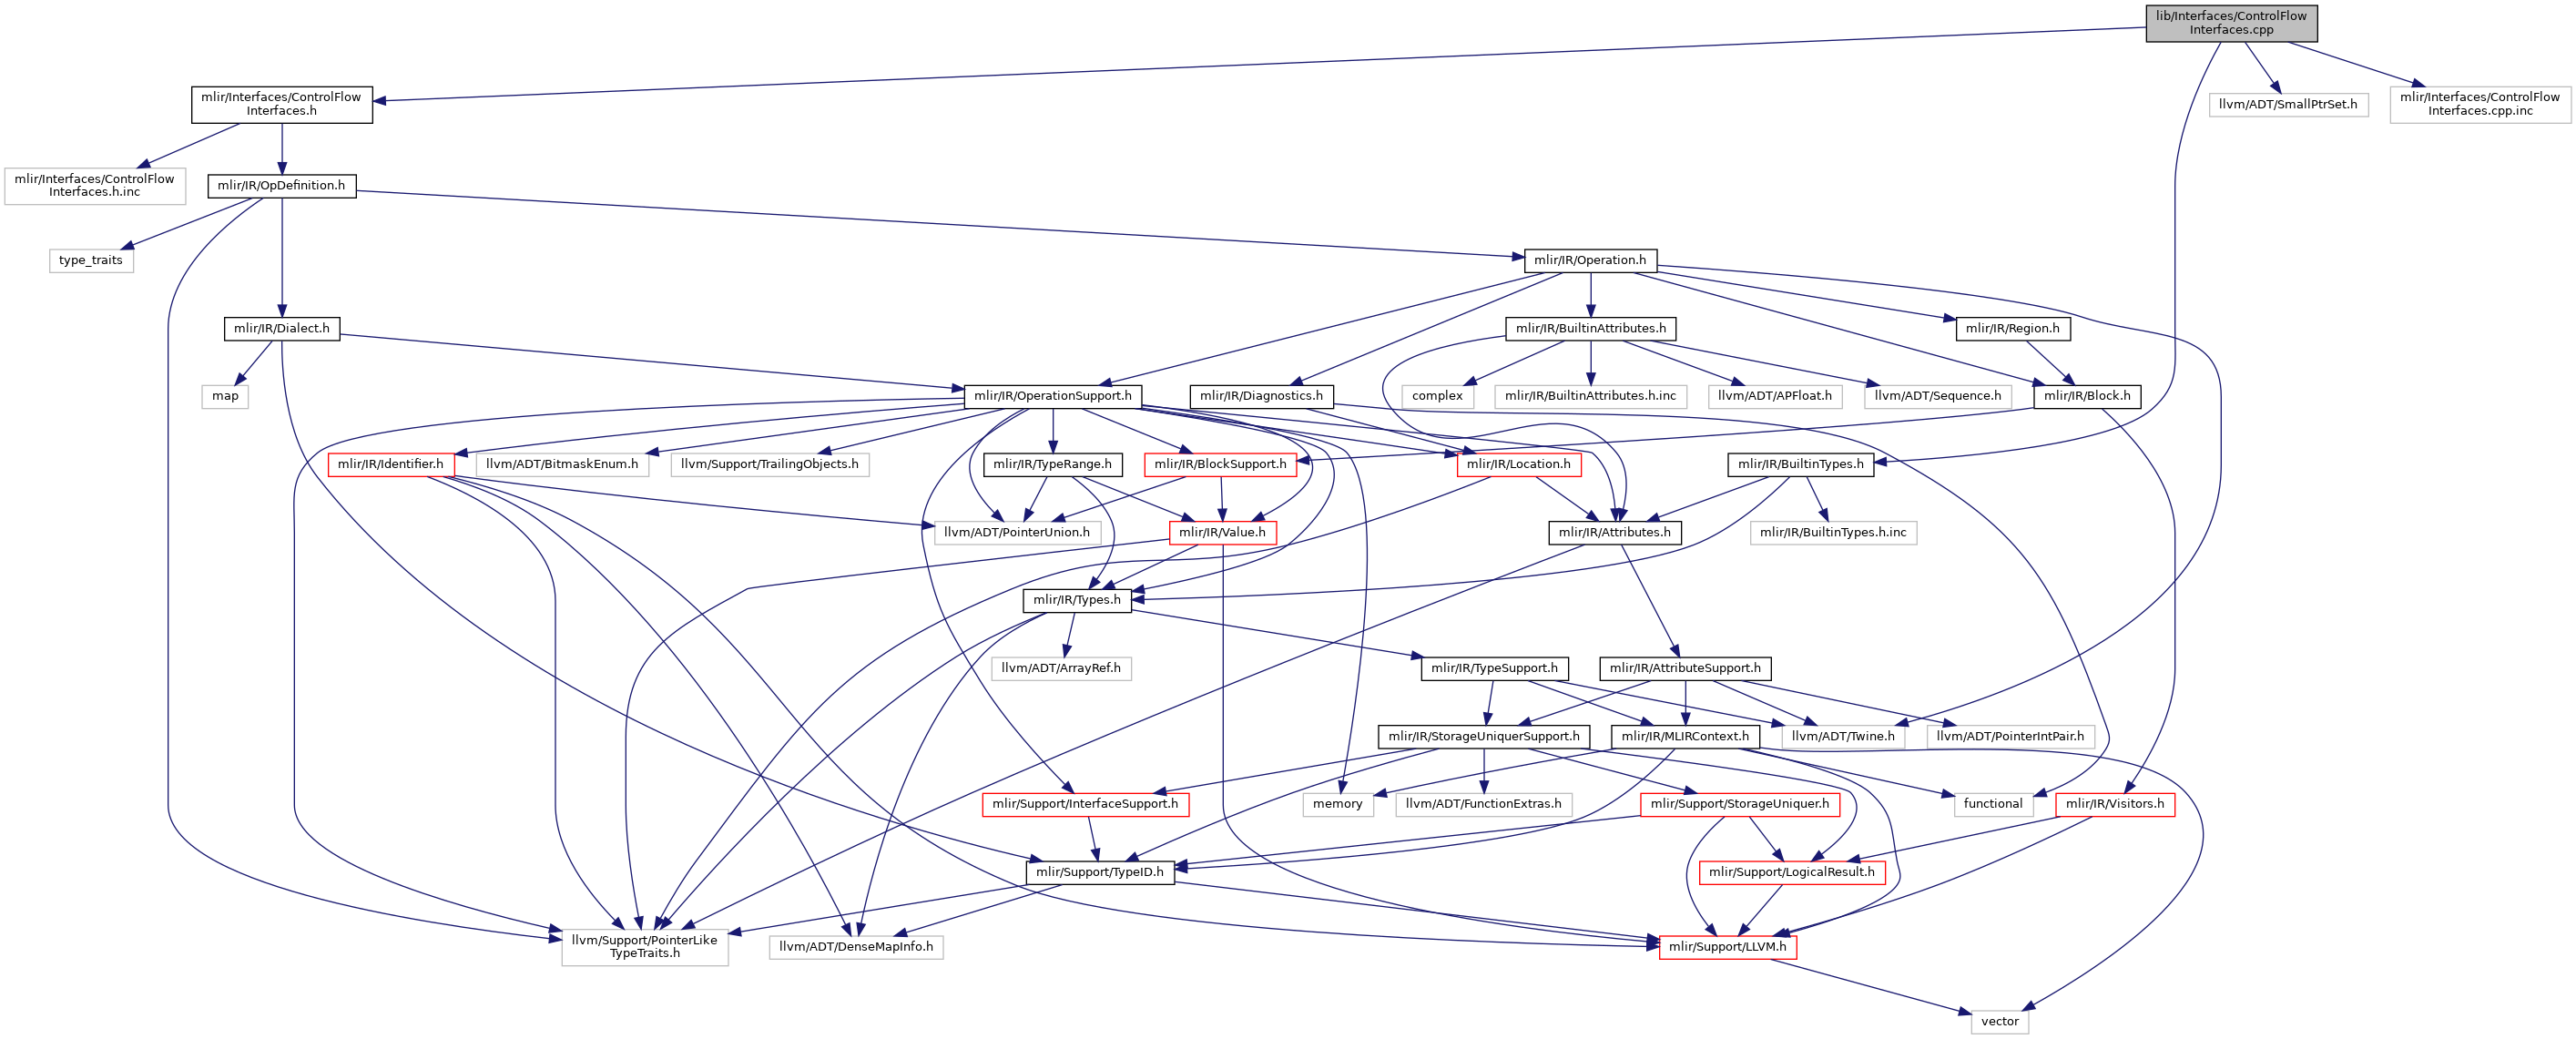 lib/Interfaces/ControlFlow
Interfaces.cpp
mlir/Interfaces/ControlFlow
Interfaces.h
llvm/ADT/SmallPtrSet.h
mlir/Interfaces/ControlFlow
Interfaces.cpp.inc
mlir/Interfaces/ControlFlow
Interfaces.h.inc
mlir/IR/OpDefinition.h
type_traits
mlir/IR/Operation.h
mlir/IR/Dialect.h
mlir/IR/BuiltinAttributes.h
mlir/IR/Region.h
map
mlir/IR/OperationSupport.h
mlir/IR/Diagnostics.h
complex
mlir/IR/BuiltinAttributes.h.inc
llvm/ADT/APFloat.h
llvm/ADT/Sequence.h
mlir/IR/Block.h
mlir/IR/Identifier.h
llvm/ADT/BitmaskEnum.h
llvm/Support/TrailingObjects.h
mlir/IR/TypeRange.h
mlir/IR/BlockSupport.h
mlir/IR/Location.h
mlir/IR/BuiltinTypes.h
llvm/ADT/PointerUnion.h
mlir/IR/Value.h
mlir/IR/Attributes.h
mlir/IR/BuiltinTypes.h.inc
mlir/IR/Types.h
llvm/ADT/ArrayRef.h
mlir/IR/TypeSupport.h
mlir/IR/AttributeSupport.h
mlir/IR/StorageUniquerSupport.h
mlir/IR/MLIRContext.h
llvm/ADT/Twine.h
llvm/ADT/PointerIntPair.h
mlir/Support/InterfaceSupport.h
memory
llvm/ADT/FunctionExtras.h
mlir/Support/StorageUniquer.h
functional
mlir/IR/Visitors.h
mlir/Support/TypeID.h
mlir/Support/LogicalResult.h
llvm/Support/PointerLike
TypeTraits.h
llvm/ADT/DenseMapInfo.h
mlir/Support/LLVM.h
vector